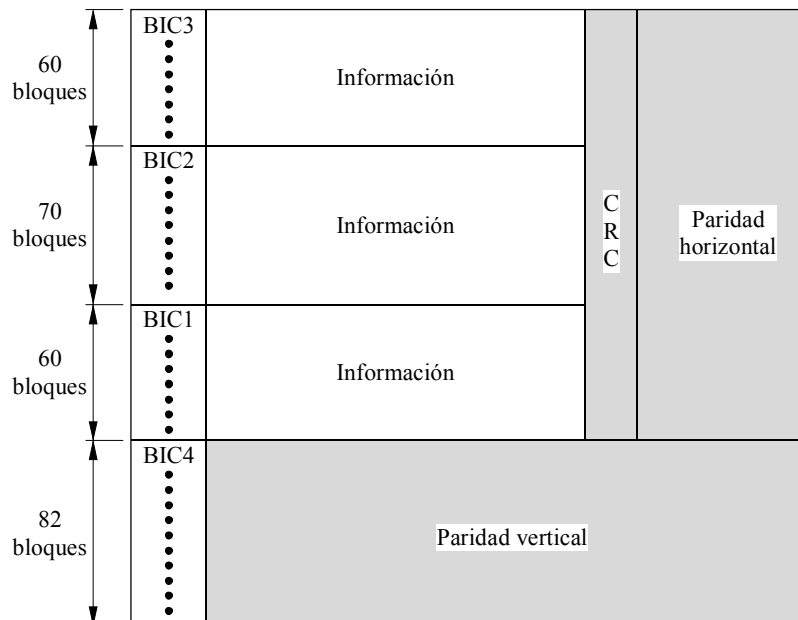 60
bloques
BIC3
Información
70
bloques
BIC2
Información
C
R
C
Paridad
horizontal
60
bloques
BIC1
Información
82
bloques
BIC4
Paridad vertical